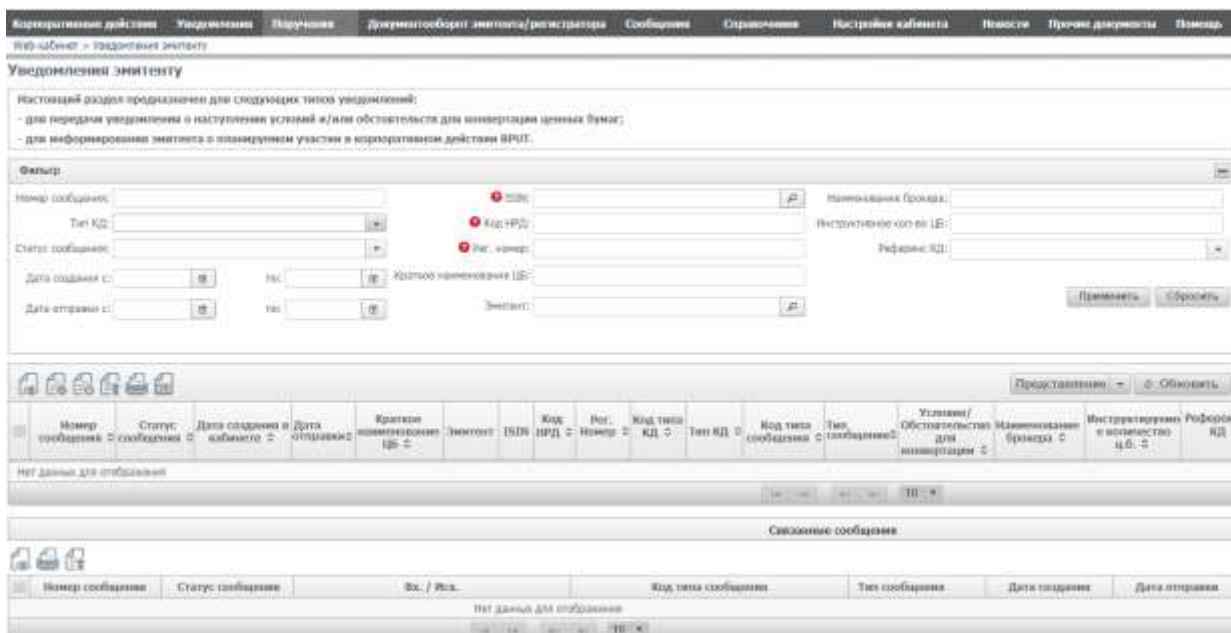 Корпоративные действия Уведомления Поручения Документооборот эмитента/регистратора Сообщения Справочники Настройки кабинета Новости Прочие документы Помощь
Web-кабинет > Уведомления эмитенту
Уведомления эмитенту
Настоящий раздел предназначен для следующих типов уведомлений:
- для передачи уведомления о наступлении условий и/или обстоятельств для конвертации ценных бумаг;
- для информирования эмитента о планируемом участии в корпоративном действии BPUT.
Фильтр
Номер сообщения: ISIN: Наименование брокера:
Тип КД: Код НРД: Инструктивное кол-во ЦБ:
Статус сообщения: Рег. номер: Референс КД:
Дата создания с: по: Краткое наименование ЦБ:
Применить Сбросить
Дата отправки с: по: Эмитент:
Представление Обновить
Номер сообщения Статус сообщения Дата создания в кабинете Дата отправки Краткое наименование ЦБ Эмитент ISIN Код НРД Рег. Номер Код типа КД Тип КД Код типа сообщения Тип сообщения Условие/Обстоятельство для конвертации Наименование брокера Инструктируемое количество ц.б. Референс КД
Нет данных для отображения
10
Связанные сообщения
Номер сообщения Статус сообщения Вх. / Исх. Код типа сообщения Тип сообщения Дата создания Дата отправки
Нет данных для отображения
10